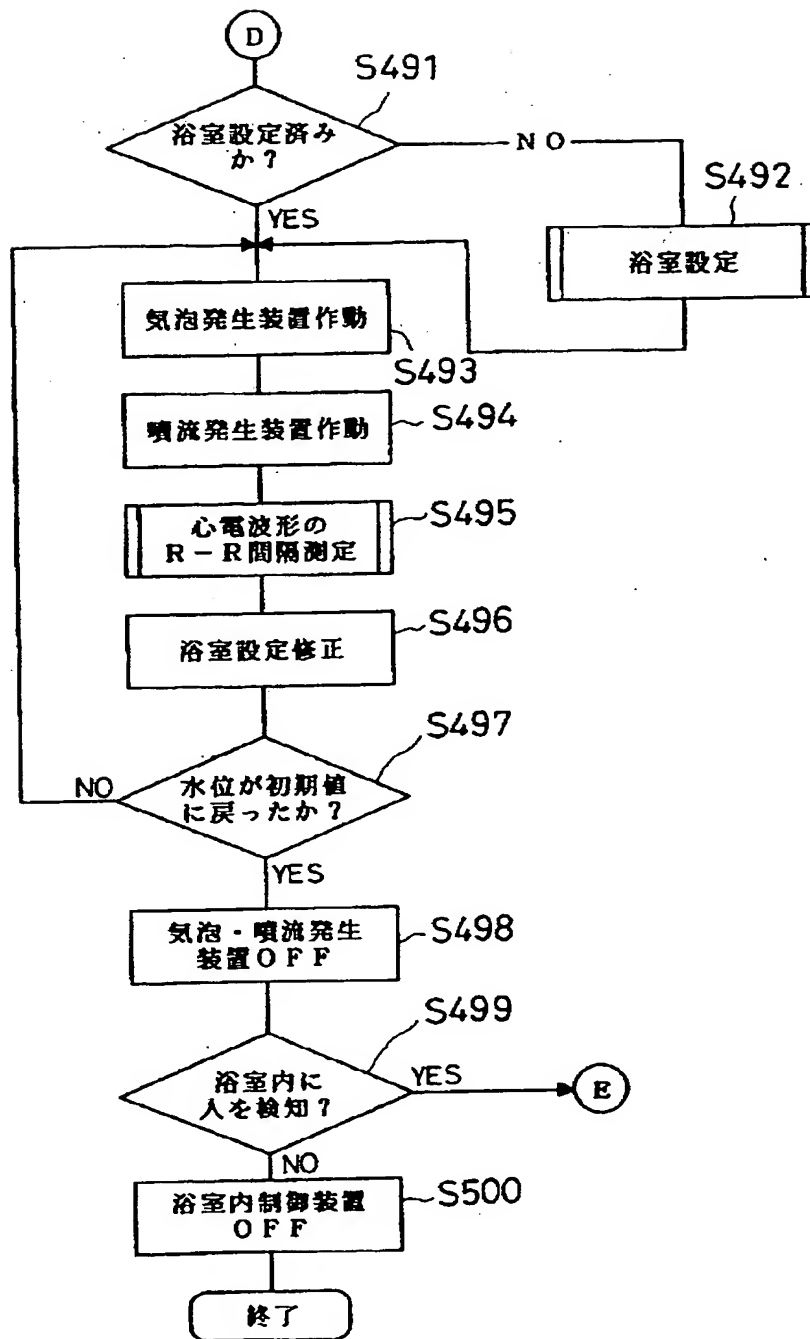 D
S491
浴室設定済み
か？
NO
S492
YES
浴室設定
気泡発生装置作動
S493
噴流発生装置作動
S494
心電波形の
R－R間隔測定
S495
浴室設定修正
S496
S497
水位が初期値
に戻ったか？
NO
YES
気泡・噴流発生
装置OFF
S498
S499
浴室内に
人を検知？
YES
E
NO
浴室内制御装置
OFF
S500
終了